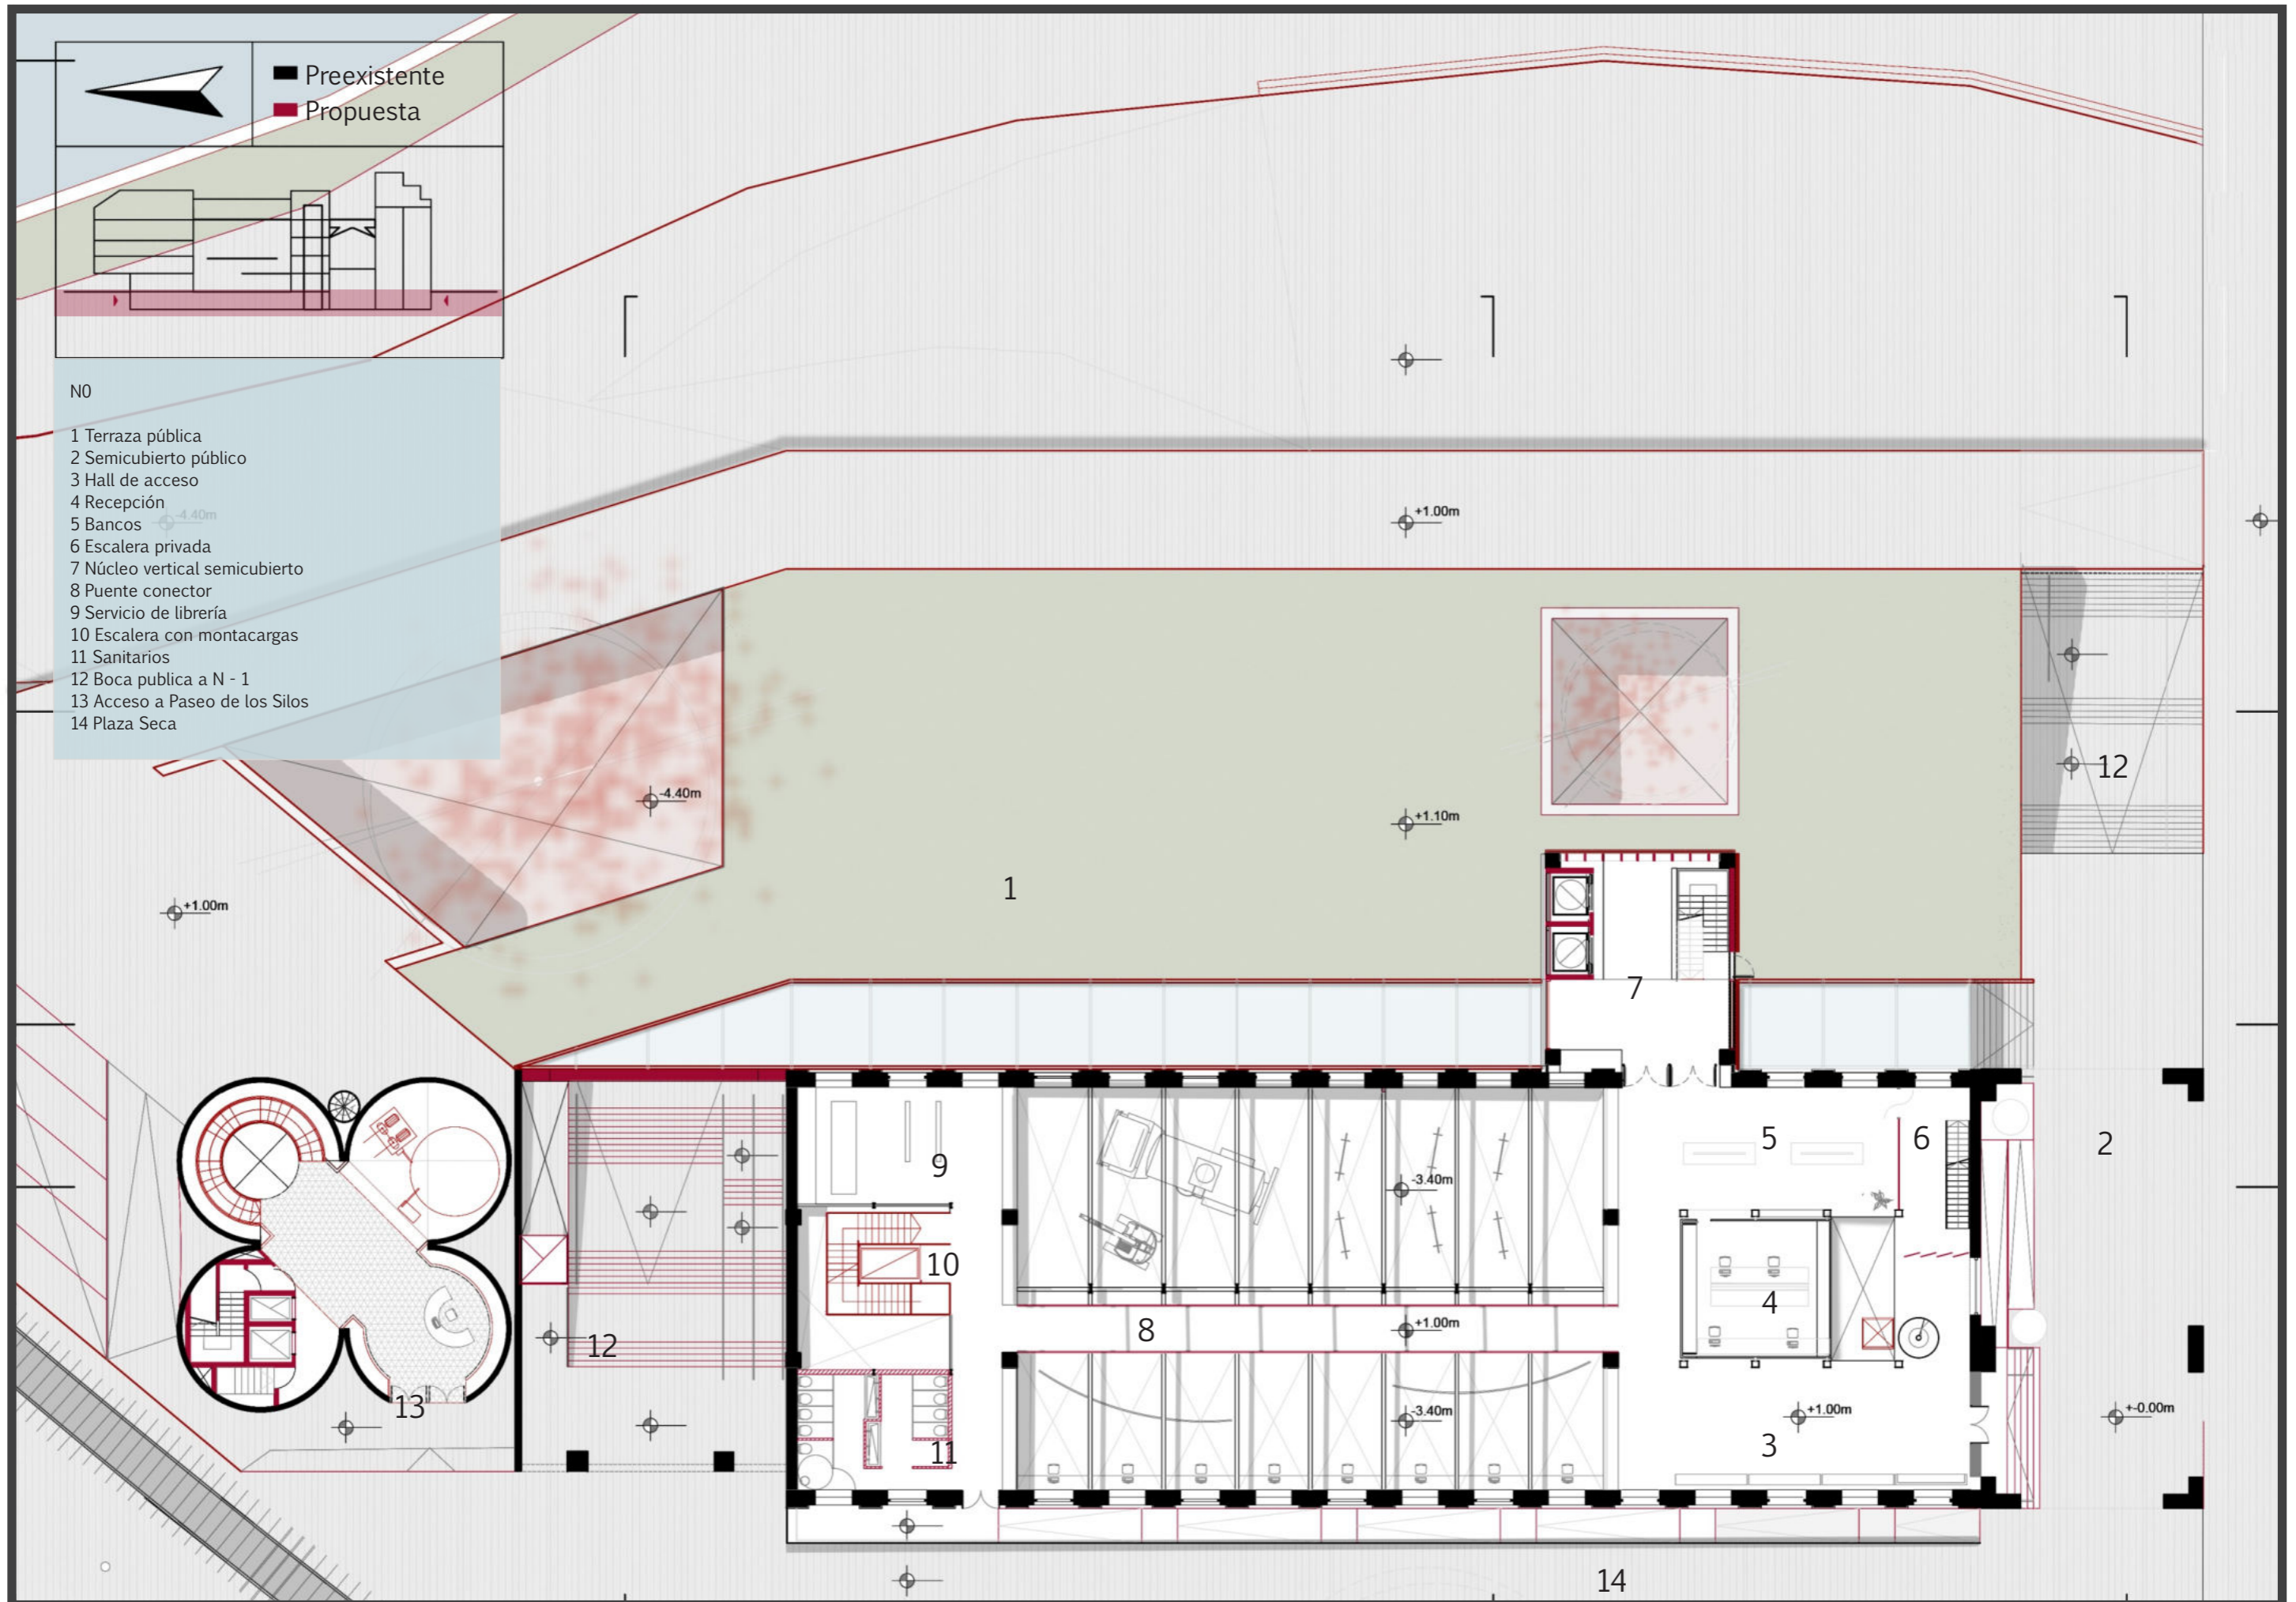 Preexistente
Propuesta
N0
1 Terraza pública
2 Semicubierto público
3 Hall de acceso
4 Recepción
5 Bancos
6 Escalera privada
7 Núcleo vertical semicubierto
8 Puente conector
9 Servicio de librería
10 Escalera con montacargas
11 Sanitarios
12 Boca publica a N - 1
13 Acceso a Paseo de los Silos
14 Plaza Seca
-4.40m
+1.00m
12
-4.40m
+1.10m
1
+1.00m
7
9
5
6
2
-3.40m
10
4
12
8
+1.00m
13
-3.40m
+1.00m
+-0.00m
11
3
14